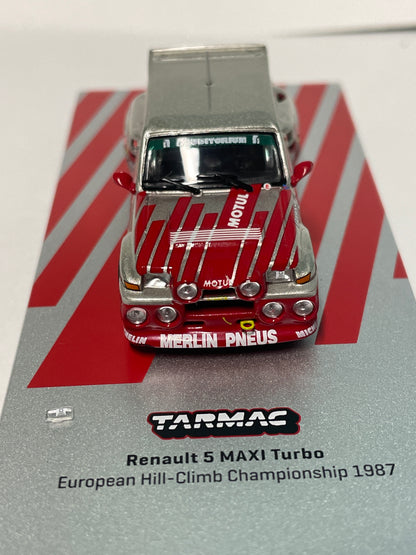 MOTUL
MOTUL
MERLIN PNEUS
TARMAC
Renault 5 MAXI Turbo
European Hill-Climb Championship 1987